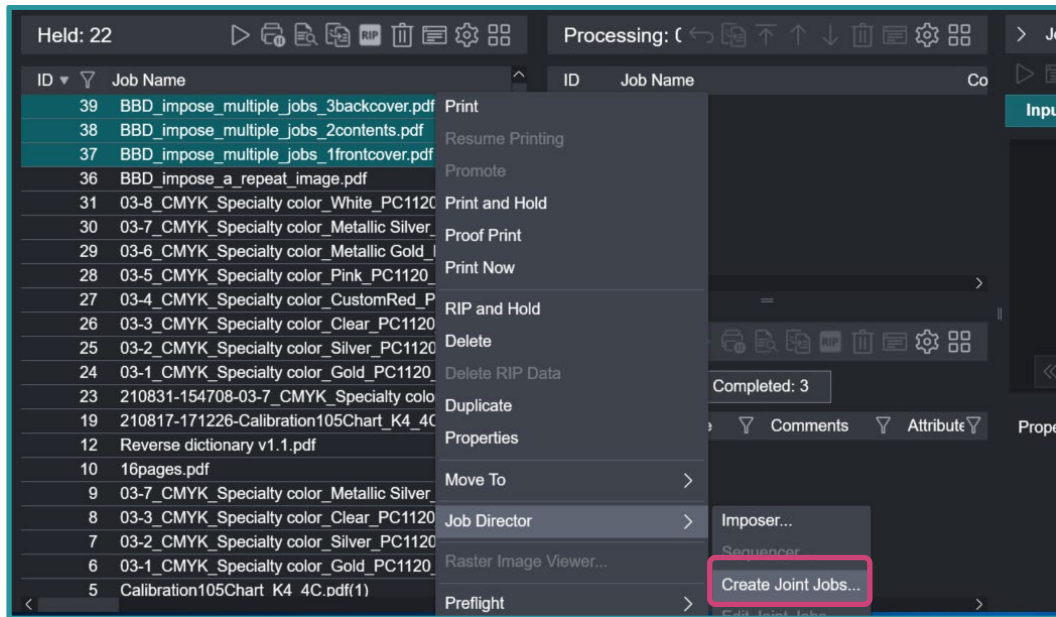 Held: 22
RIP
Processing: (
ID Job Name
39 BBD_impose_multiple_jobs_3backcover.pdf
38 BBD_impose_multiple_jobs_2contents.pdf
37 BBD_impose_multiple_jobs_1frontcover.pdf
36 BBD_impose_a_repeat_image.pdf
31 03-8_CMYK_Specialty color_White_PC1120
30 03-7_CMYK_Specialty color_Metallic Silver_
29 03-6_CMYK_Specialty color_Metallic Gold_
28 03-5_CMYK_Specialty color_Pink_PC1120_
27 03-4_CMYK_Specialty color_CustomRed_P
26 03-3_CMYK_Specialty color_Clear_PC1120
25 03-2_CMYK_Specialty color_Silver_PC1120
24 03-1_CMYK_Specialty color_Gold_PC1120_
23 210831-154708-03-7_CMYK_Specialty colo
19 210817-171226-Calibration105Chart_K4_4C
12 Reverse dictionary v1.1.pdf
10 16pages.pdf
9 03-7_CMYK_Specialty color_Metallic Silver_
8 03-3_CMYK_Specialty color_Clear_PC1120
7 03-2_CMYK_Specialty color_Silver_PC1120
6 03-1_CMYK_Specialty color_Gold_PC1120_
5 Calibration105Chart_K4_4C.pdf(1)
Print
Resume Printing
Promote
Print and Hold
Proof Print
Print Now
RIP and Hold
Delete
Delete RIP Data
Duplicate
Properties
Move To
Job Director
Raster Image Viewer...
Preflight
Imposer...
Sequencer...
Create Joint Jobs...
Edit Joint Jobs...
ID Job Name Co
RIP
Completed: 3
Comments Attribute
J
Inpu
Prope